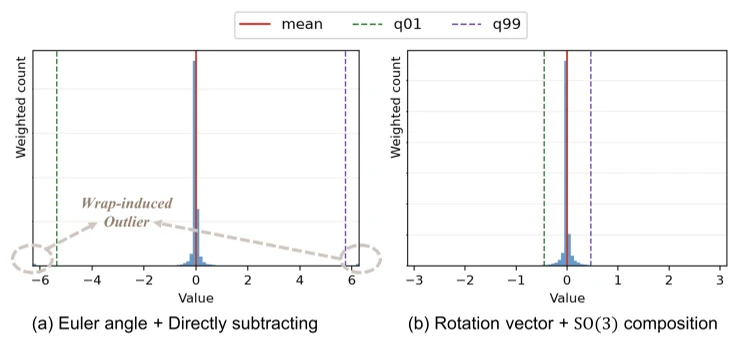 mean q01 q99
Weighted count
Wrap-induced
Outlier
−6 −4 −2 0 2 4 6
Value
(a) Euler angle + Directly subtracting
Weighted count
−3 −2 −1 0 1 2 3
Value
(b) Rotation vector + SO(3) composition